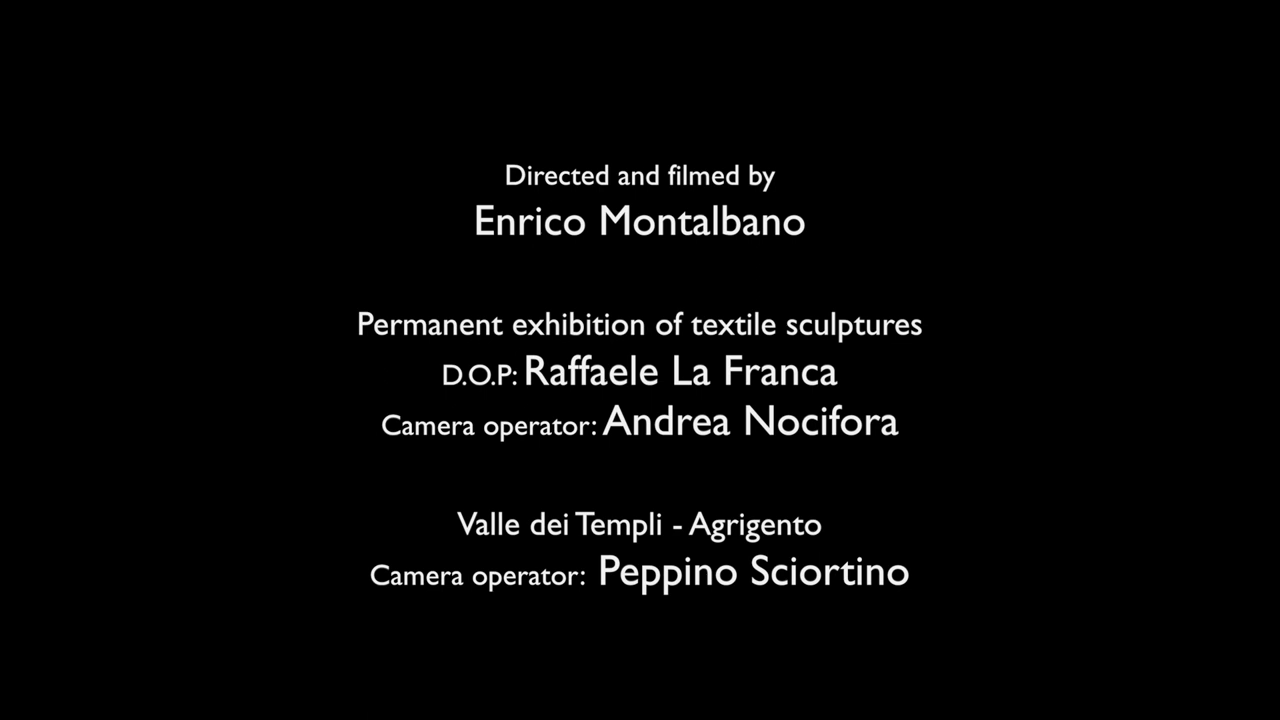 Directed and filmed by
Enrico Montalbano
Permanent exhibition of textile sculptures
D.O.P: Raffaele La Franca
Camera operator: Andrea Nocifora
Valle dei Templi - Agrigento
Camera operator: Peppino Sciortino